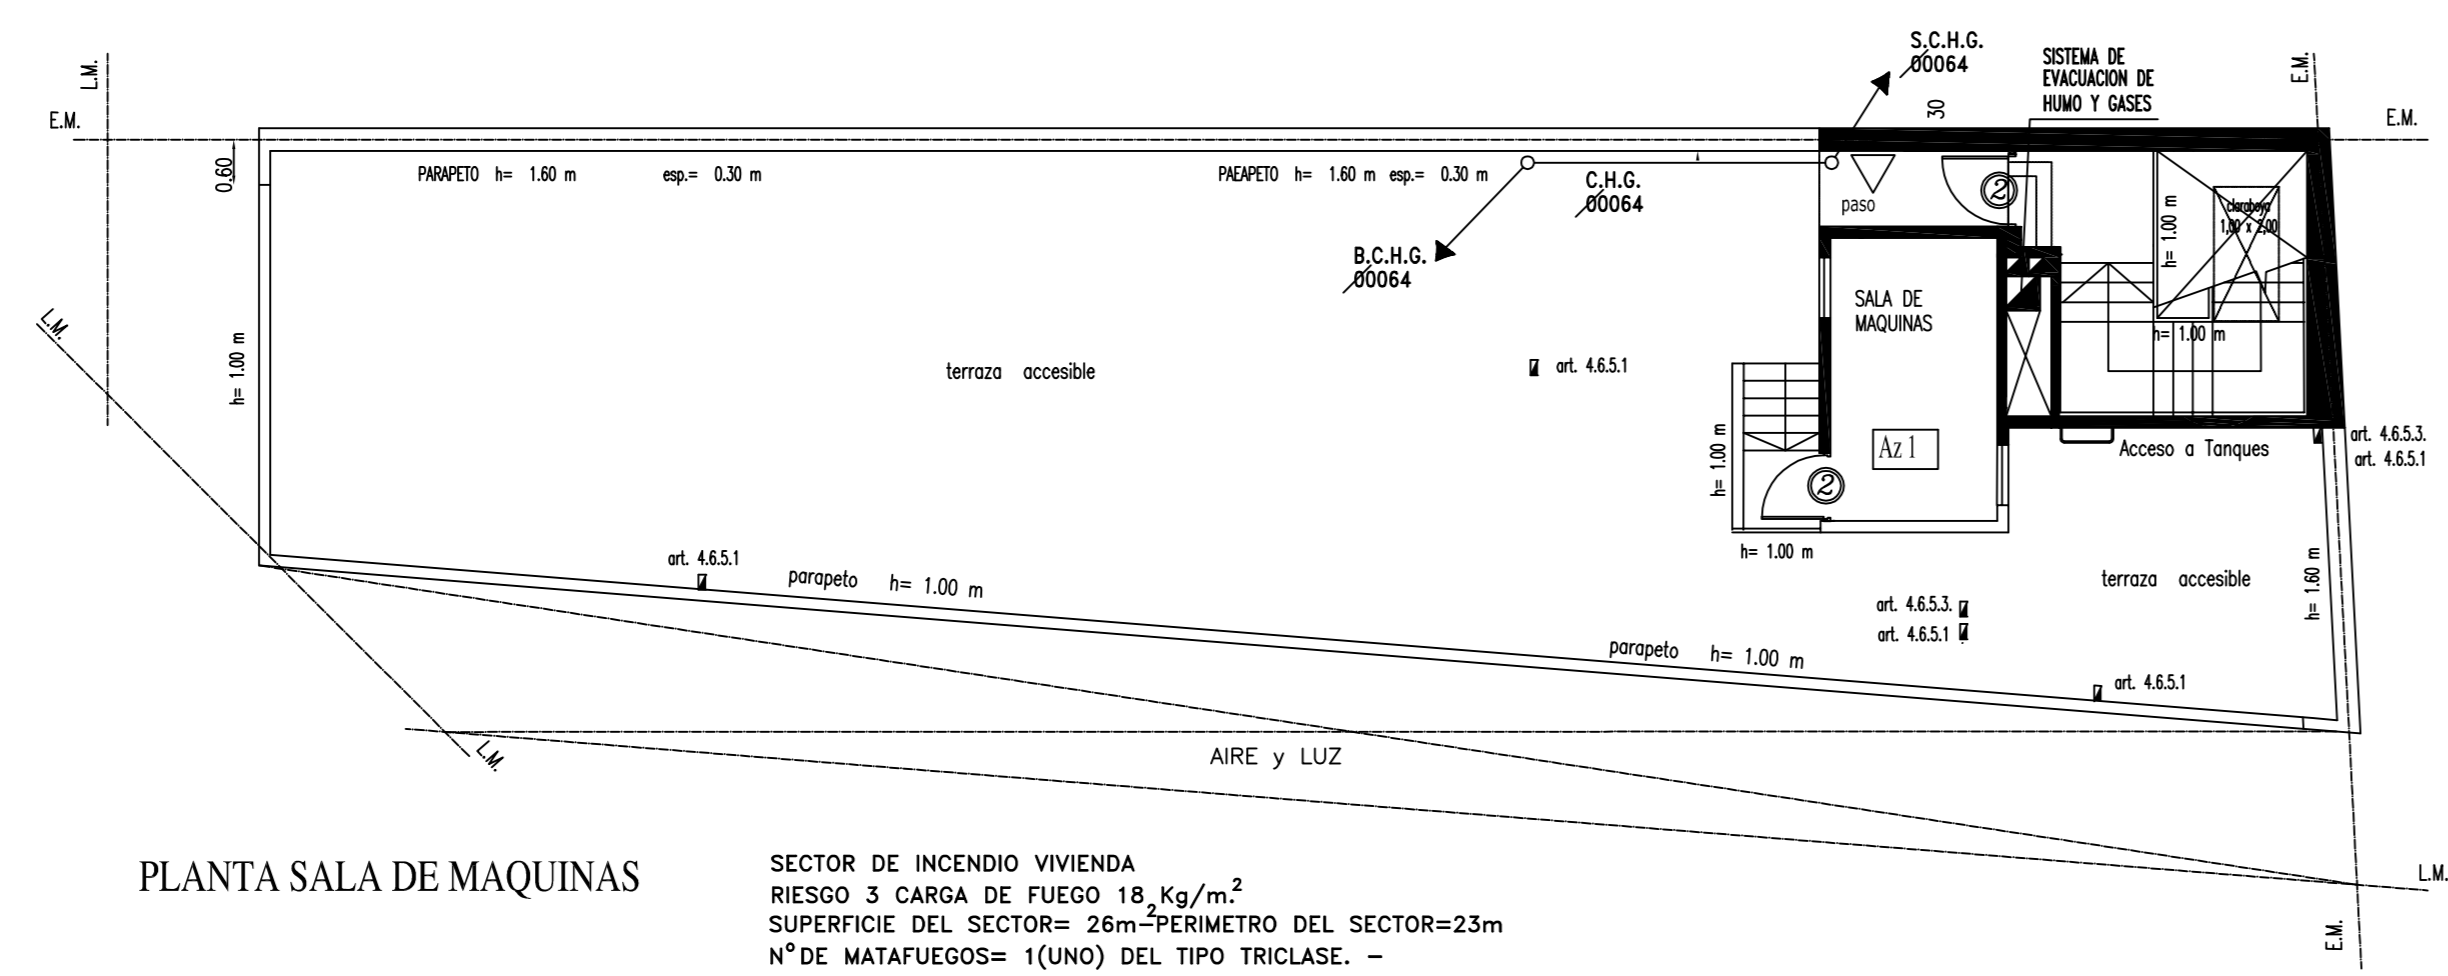 L.M.
E.M.
0.60
PARAPETO h= 1.60 m esp.= 0.30 m
PAEAPETO h= 1.60 m esp.= 0.30 m
S.C.H.G.
00064
30
SISTEMA DE
EVACUACION DE
HUMO Y GASES
E.M.
E.M.
C.H.G.
00064
B.C.H.G.
00064
paso
2
h= 1.00 m
claraboya
1,00 x 2,00
h= 1.00 m
SALA DE
MAQUINAS
L.M.
h= 1.00 m
terraza accesible
art. 4.6.5.1
h= 1.00 m
Az 1
2
h= 1.00 m
Acceso a Tanques
art. 4.6.5.3.
art. 4.6.5.1
art. 4.6.5.1
parapeto h= 1.00 m
terraza accesible
h= 1.60 m
art. 4.6.5.3.
art. 4.6.5.1
parapeto h= 1.00 m
art. 4.6.5.1
L.M.
AIRE y LUZ
L.M.
E.M.
PLANTA SALA DE MAQUINAS
SECTOR DE INCENDIO VIVIENDA
RIESGO 3 CARGA DE FUEGO 18 Kg/m.²
SUPERFICIE DEL SECTOR= 26m²-PERIMETRO DEL SECTOR=23m
N° DE MATAFUEGOS= 1(UNO) DEL TIPO TRICLASE. -